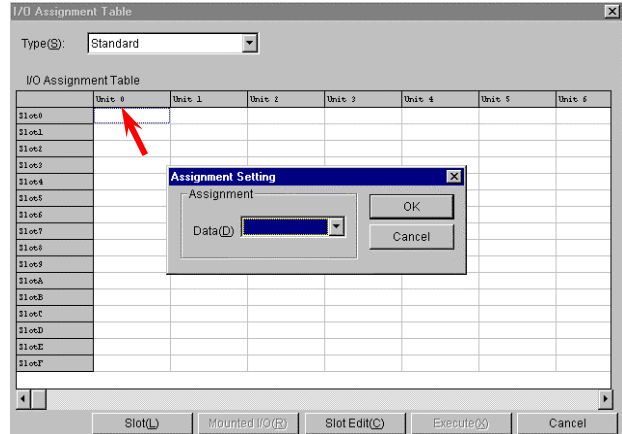 I/O Assignment Table
Type(S): Standard
I/O Assignment Table
Unit 0 Unit 1 Unit 2 Unit 3 Unit 4 Unit 5 Unit 6
Slot0
Slot1
Slot2
Slot3
Slot4
Slot5
Slot6
Slot7
Slot8
Slot9
SlotA
SlotB
SlotC
SlotD
SlotE
SlotF
Assignment Setting
Assignment
Data(D)
OK
Cancel
Slot(L) Mounted I/O(R) Slot Edit(C) Execute(X) Cancel